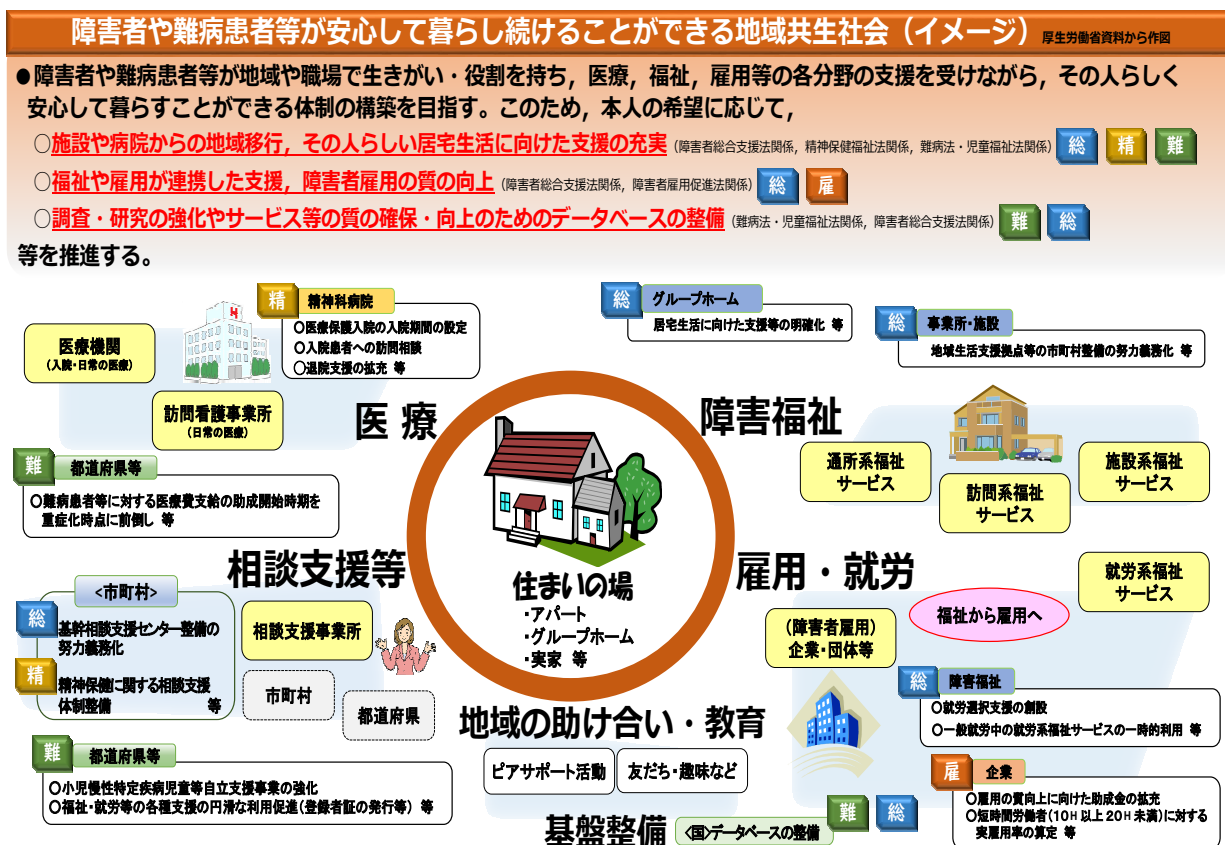 障害者や難病患者等が安心して暮らし続けることができる地域共生社会（イメージ） 厚生労働省資料から作図
●障害者や難病患者等が地域や職場で生きがい・役割を持ち，医療，福祉，雇用等の各分野の支援を受けながら，その人らしく
安心して暮らすことができる体制の構築を目指す。このため，本人の希望に応じて，
○施設や病院からの地域移行，その人らしい居宅生活に向けた支援の充実（障害者総合支援法関係，精神保健福祉法関係，難病法・児童福祉法関係） 総 精 難
○福祉や雇用が連携した支援，障害者雇用の質の向上（障害者総合支援法関係，障害者雇用促進法関係） 総 雇
○調査・研究の強化やサービス等の質の確保・向上のためのデータベースの整備（難病法・児童福祉法関係，障害者総合支援法関係） 難 総
等を推進する。
医療機関
（入院・日常の医療）
H
訪問看護事業所
（日常の医療）
精 精神科病院
○医療保護入院の入院期間の設定
○入院患者への訪問相談
○退院支援の拡充 等
医 療
難 都道府県等
○難病患者等に対する医療費支給の助成開始時期を
重症化時点に前倒し 等
総 グループホーム
居宅生活に向けた支援等の明確化 等
総 事業所・施設
地域生活支援拠点等の市町村整備の努力義務化 等
障害福祉
通所系福祉
サービス
訪問系福祉
サービス
施設系福祉
サービス
住まいの場
・アパート
・グループホーム
・実家 等
相談支援等
<市町村>
総 基幹相談支援センター整備の
努力義務化
精 精神保健に関する相談支援
体制整備 等
相談支援事業所
市町村
都道府県
難 都道府県等
○小児慢性特定疾病児童等自立支援事業の強化
○福祉・就労等の各種支援の円滑な利用促進（登録者証の発行等） 等
雇用・就労
就労系福祉
サービス
福祉から雇用へ
（障害者雇用）
企業・団体等
総 障害福祉
○就労選択支援の創設
○一般就労中の就労系福祉サービスの一時的利用 等
雇 企業
○雇用の質向上に向けた助成金の拡充
○短時間労働者（10H 以上 20H 未満）に対する
実雇用率の算定 等
地域の助け合い・教育
ピアサポート活動
友だち・趣味など
基盤整備
<国>データベースの整備 難 総